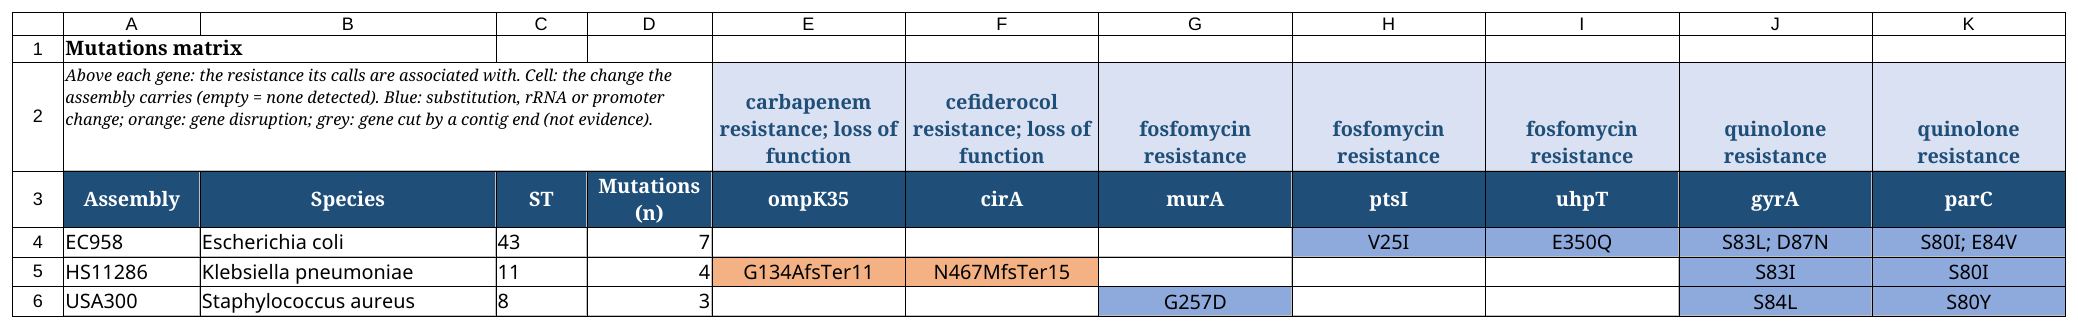 A B C D E F G H I J K
1 Mutations matrix
2 Above each gene: the resistance its calls are associated with. Cell: the change the
assembly carries (empty = none detected). Blue: substitution, rRNA or promoter
change; orange: gene disruption; grey: gene cut by a contig end (not evidence).
carbapenem
resistance; loss of
function
cefiderocol
resistance; loss of
function
fosfomycin
resistance
fosfomycin
resistance
fosfomycin
resistance
quinolone
resistance
quinolone
resistance
3 Assembly Species ST Mutations
(n)
ompK35 cirA murA ptsI uhpT gyrA parC
4 EC958 Escherichia coli 43 7 V25I E350Q S83L; D87N S80I; E84V
5 HS11286 Klebsiella pneumoniae 11 4 G134AfsTer11 N467MfsTer15 S83I S80I
6 USA300 Staphylococcus aureus 8 3 G257D S84L S80Y